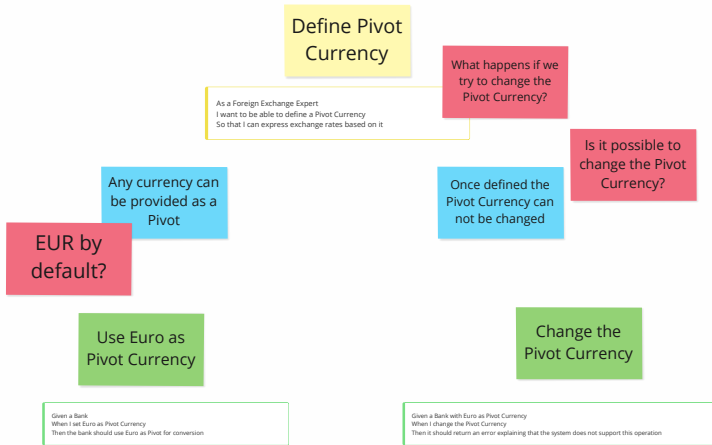 Define Pivot
Currency
What happens if we
try to change the
Pivot Currency?
As a Foreign Exchange Expert
I want to be able to define a Pivot Currency
So that I can express exchange rates based on it
Is it possible to
change the Pivot
Currency?
Any currency can
be provided as a
Pivot
Once defined the
Pivot Currency can
not be changed
EUR by
default?
Use Euro as
Pivot Currency
Change the
Pivot Currency
Given a Bank
When I set Euro as Pivot Currency
Then the bank should use Euro as Pivot for conversion
Given a Bank with Euro as Pivot Currency
When I change the Pivot Currency
Then it should return an error explaining that the system does not support this operation